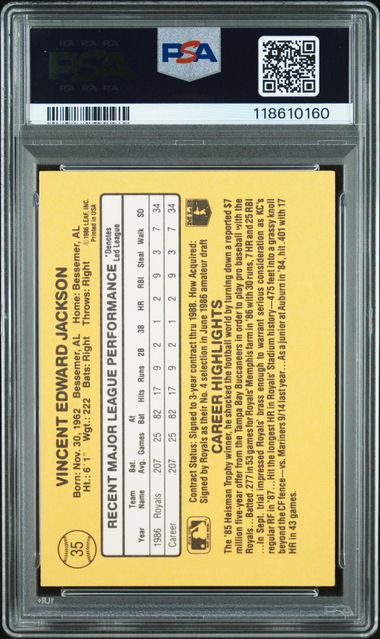 PSA
PSA
118610160
35
VINCENT EDWARD JACKSON
Born: Nov. 30, 1962 Bessemer, AL Home: Bessemer, AL
Ht.: 6'1" Wgt.: 222 Bats: Right Throws: Right
©1986 LEAF, INC.
Printed in USA
RECENT MAJOR LEAGUE PERFORMANCE *Denotes Led League
Year Team Name Bat. Avg. Games At Bat Hits Runs 2B 3B HR RBI Steal Walk SO
1986 Royals 207 25 82 17 9 2 1 2 9 3 7 34
Career 207 25 82 17 9 2 1 2 9 3 7 34
Contract Status: Signed to 3-year contract thru 1988. How Acquired:
Signed by Royals as their No. 4 selection in June 1986 amateur draft
CAREER HIGHLIGHTS
The '85 Heisman Trophy winner, he shocked the football world by turning down a reported $7
million five-year offer from the Tampa Bay Buccaneers in order to play pro baseball with the
Royals...Batted .277 in 53 games for Royals' Memphis farm in '86 with 30 runs, 7 HR and 25 RBI
...In Sept. trial impressed Royals' brass enough to warrant serious consideration as KC's
regular RF in '87...Hit the longest HR in Royals' Stadium history—475 feet into a grassy knoll
beyond the CF fence—vs. Mariners 9/14 last year...As a junior at Auburn in '84, hit .401 with 17
HR in 43 games.
MLB